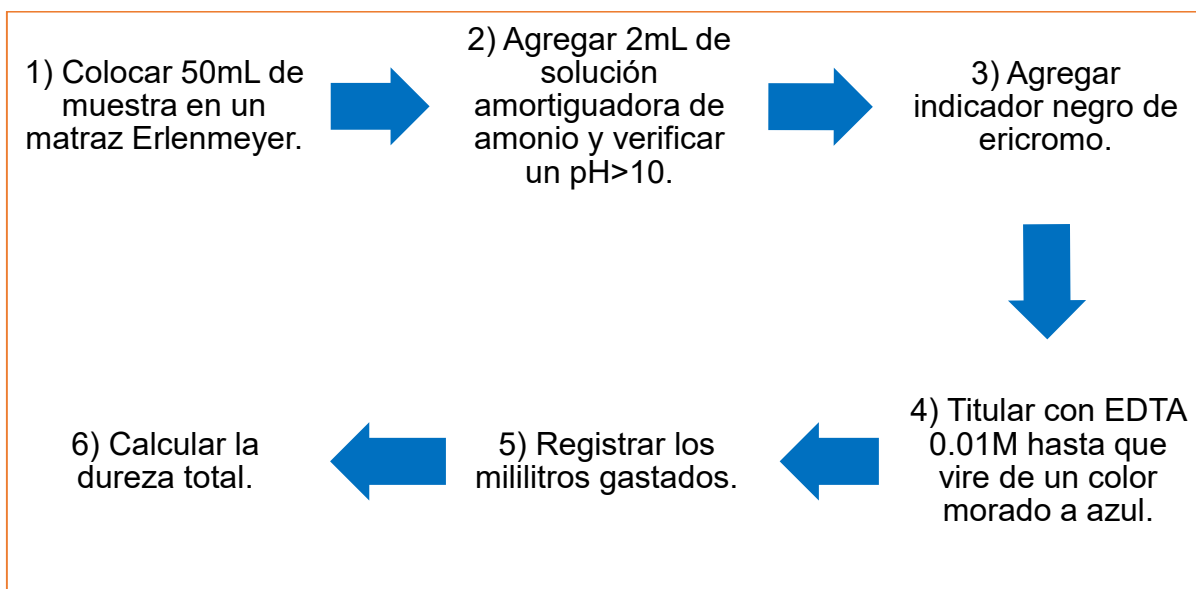 1) Colocar 50mL de
muestra en un
matraz Erlenmeyer.
2) Agregar 2mL de
solución
amortiguadora de
amonio y verificar
un pH>10.
3) Agregar
indicador negro de
ericromo.
4) Titular con EDTA
0.01M hasta que
vire de un color
morado a azul.
5) Registrar los
mililitros gastados.
6) Calcular la
dureza total.